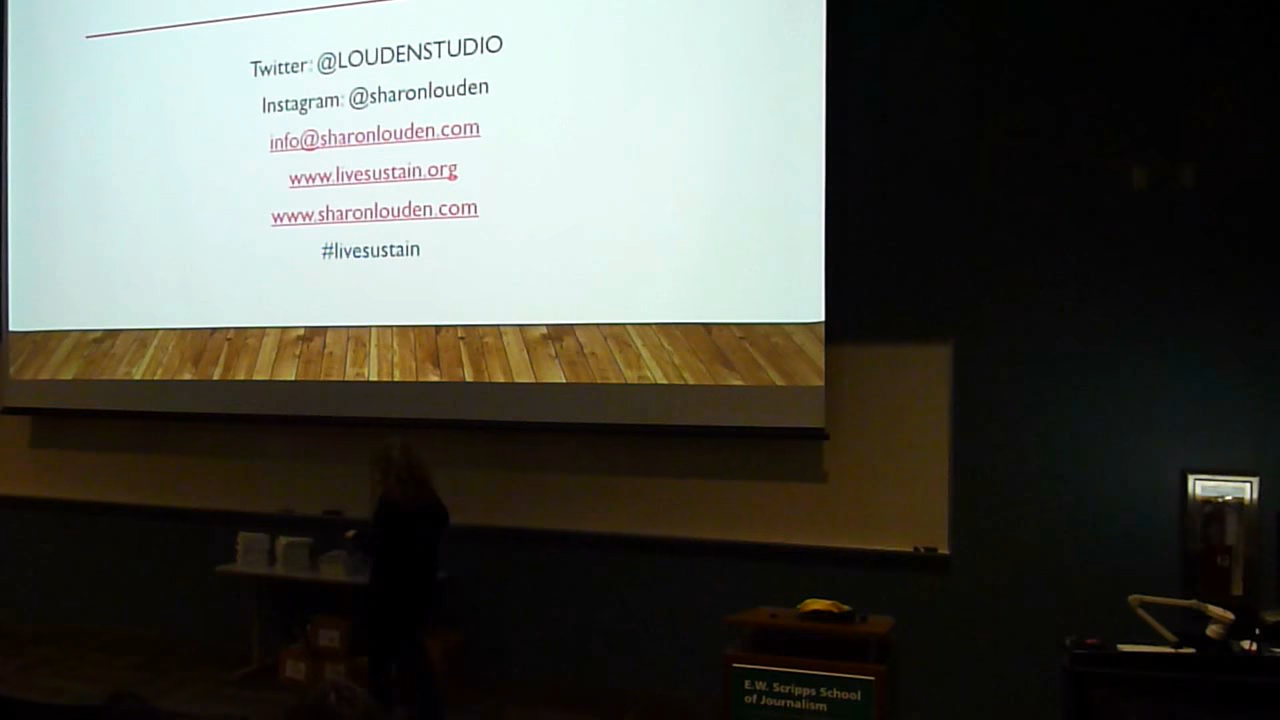 Twitter: @LOUDENSTUDIO
Instagram: @sharonlouden
info@sharonlouden.com
www.livesustain.org
www.sharonlouden.com
#livesustain
E.W. Scripps School
of Journalism